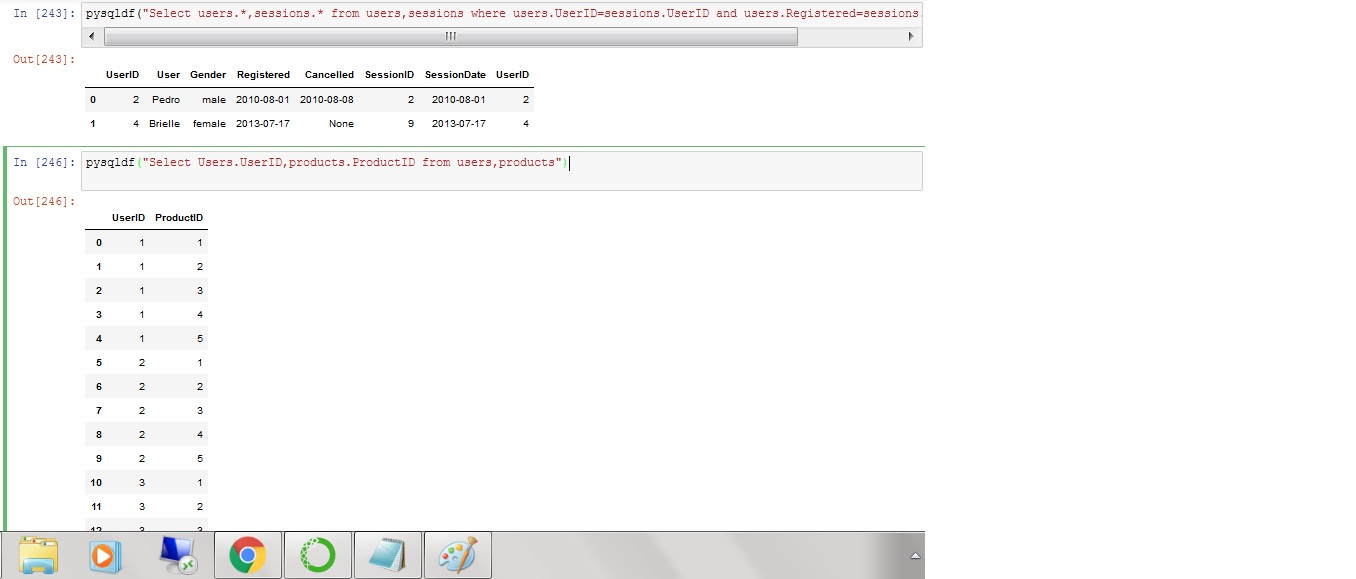 In [243]: pysqldf("Select users.*,sessions.* from users,sessions where users.UserID=sessions.UserID and users.Registered=sessions.
Out[243]:
UserID User Gender Registered Cancelled SessionID SessionDate UserID
0 2 Pedro male 2010-08-01 2010-08-08 2 2010-08-01 2
1 4 Brielle female 2013-07-17 None 9 2013-07-17 4
In [246]: pysqldf("Select Users.UserID,products.ProductID from users,products")
Out[246]:
UserID ProductID
0 1 1
1 1 2
2 1 3
3 1 4
4 1 5
5 2 1
6 2 2
7 2 3
8 2 4
9 2 5
10 3 1
11 3 2
12 3 3